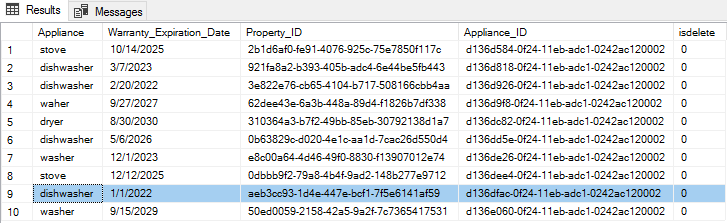 Results Messages
Appliance Warranty_Expiration_Date Property_ID Appliance_ID isdelete
1 stove 10/14/2025 2b1d6af0-fe91-4076-925c-75e7850f117c d136d584-0f24-11eb-adc1-0242ac120002 0
2 dishwasher 3/7/2023 921fa8a2-b393-405b-adc4-6e44be5fb443 d136d818-0f24-11eb-adc1-0242ac120002 0
3 dishwasher 2/20/2022 3e822e76-cb65-4104-b717-508166cbb4aa d136d926-0f24-11eb-adc1-0242ac120002 0
4 waher 9/27/2027 62dee43e-6a3b-448a-89d4-f1826b7df338 d136d9f8-0f24-11eb-adc1-0242ac120002 0
5 dryer 8/30/2030 310364a3-b7f2-49bb-85eb-30792138d1a7 d136dc82-0f24-11eb-adc1-0242ac120002 0
6 dishwasher 5/6/2026 0b63829c-d020-4e1c-aa1d-7cac26d550d4 d136dd5e-0f24-11eb-adc1-0242ac120002 0
7 washer 12/1/2023 e8c00a64-4d46-49f0-8830-f13907012e74 d136de26-0f24-11eb-adc1-0242ac120002 0
8 stove 12/12/2025 0dbbb9f2-79a8-4b4f-9ad2-148b277e9712 d136dee4-0f24-11eb-adc1-0242ac120002 0
9 dishwasher 1/1/2022 aeb3cc93-1d4e-447e-bcf1-7f5e6141af59 d136dfac-0f24-11eb-adc1-0242ac120002 0
10 washer 9/15/2029 50ed0059-2158-42a5-9a2f-7c7365417531 d136e060-0f24-11eb-adc1-0242ac120002 0